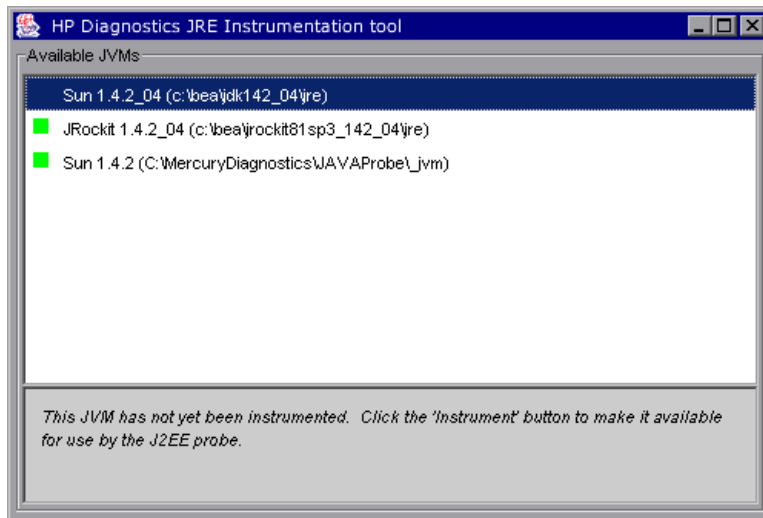 HP Diagnostics JRE Instrumentation tool
Available JVMs
Sun 1.4.2_04 (c:\bea\jdk142_04\jre)
JRockit 1.4.2_04 (c:\bea\jrockit81sp3_142_04\jre)
Sun 1.4.2 (C:\MercuryDiagnostics\JAVAProbe\_jvm)
This JVM has not yet been instrumented.  Click the 'Instrument' button to make it available
for use by the J2EE probe.